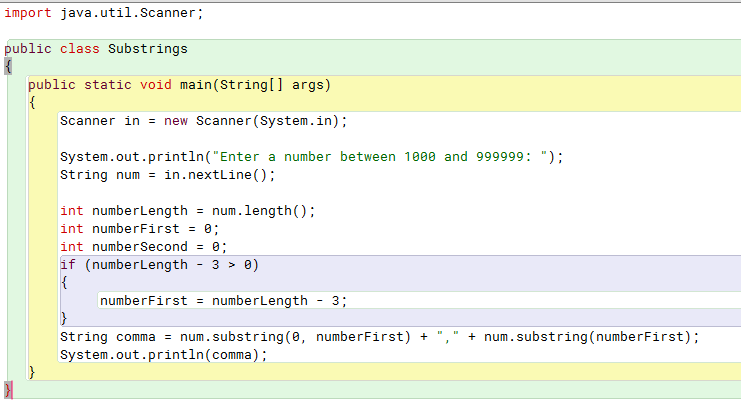 import java.util.Scanner;
public class Substrings
{
public static void main(String[] args)
{
Scanner in = new Scanner(System.in);
System.out.println("Enter a number between 1000 and 999999: ");
String num = in.nextLine();
int numberLength = num.length();
int numberFirst = 0;
int numberSecond = 0;
if (numberLength - 3 > 0)
{
numberFirst = numberLength - 3;
}
String comma = num.substring(0, numberFirst) + "," + num.substring(numberFirst);
System.out.println(comma);
}
}